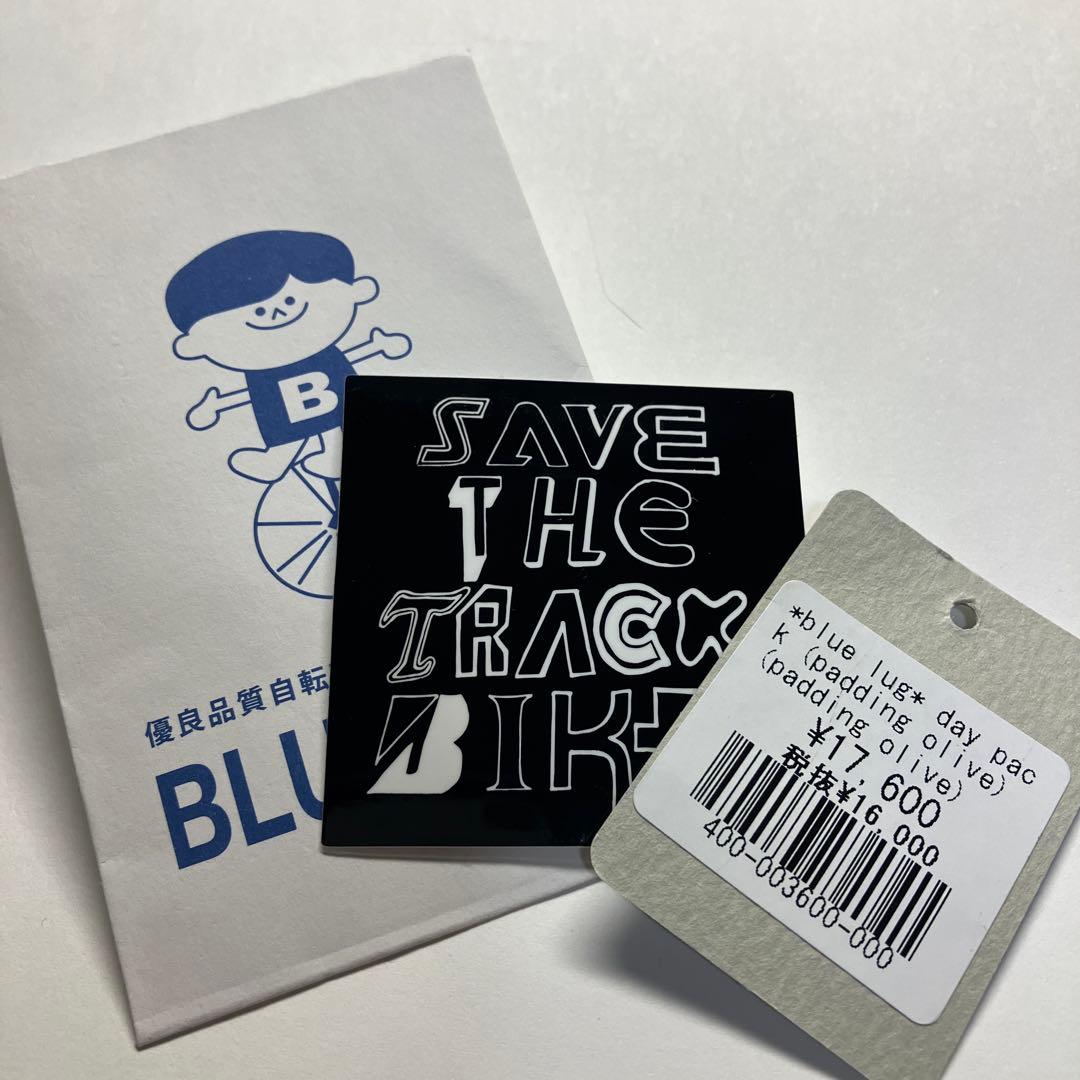 B
優良品質自転
BLU
SAVE
THE
TRACK
BIKE
*blue lug* day pac
k (padding olive)
(padding olive)
¥17,600
税抜¥16,000
400-003600-000